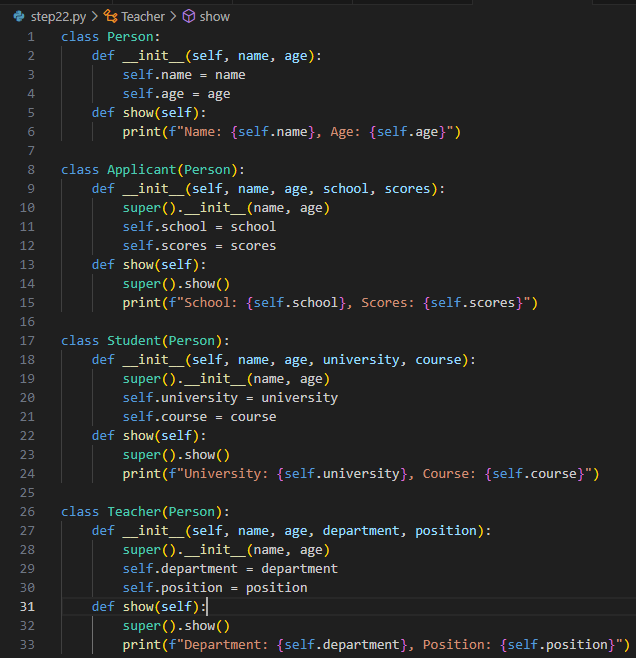 step22.py > Teacher > show
1 class Person:
2     def __init__(self, name, age):
3         self.name = name
4         self.age = age
5     def show(self):
6         print(f"Name: {self.name}, Age: {self.age}")
7
8 class Applicant(Person):
9     def __init__(self, name, age, school, scores):
10         super().__init__(name, age)
11         self.school = school
12         self.scores = scores
13     def show(self):
14         super().show()
15         print(f"School: {self.school}, Scores: {self.scores}")
16
17 class Student(Person):
18     def __init__(self, name, age, university, course):
19         super().__init__(name, age)
20         self.university = university
21         self.course = course
22     def show(self):
23         super().show()
24         print(f"University: {self.university}, Course: {self.course}")
25
26 class Teacher(Person):
27     def __init__(self, name, age, department, position):
28         super().__init__(name, age)
29         self.department = department
30         self.position = position
31     def show(self):
32         super().show()
33         print(f"Department: {self.department}, Position: {self.position}")